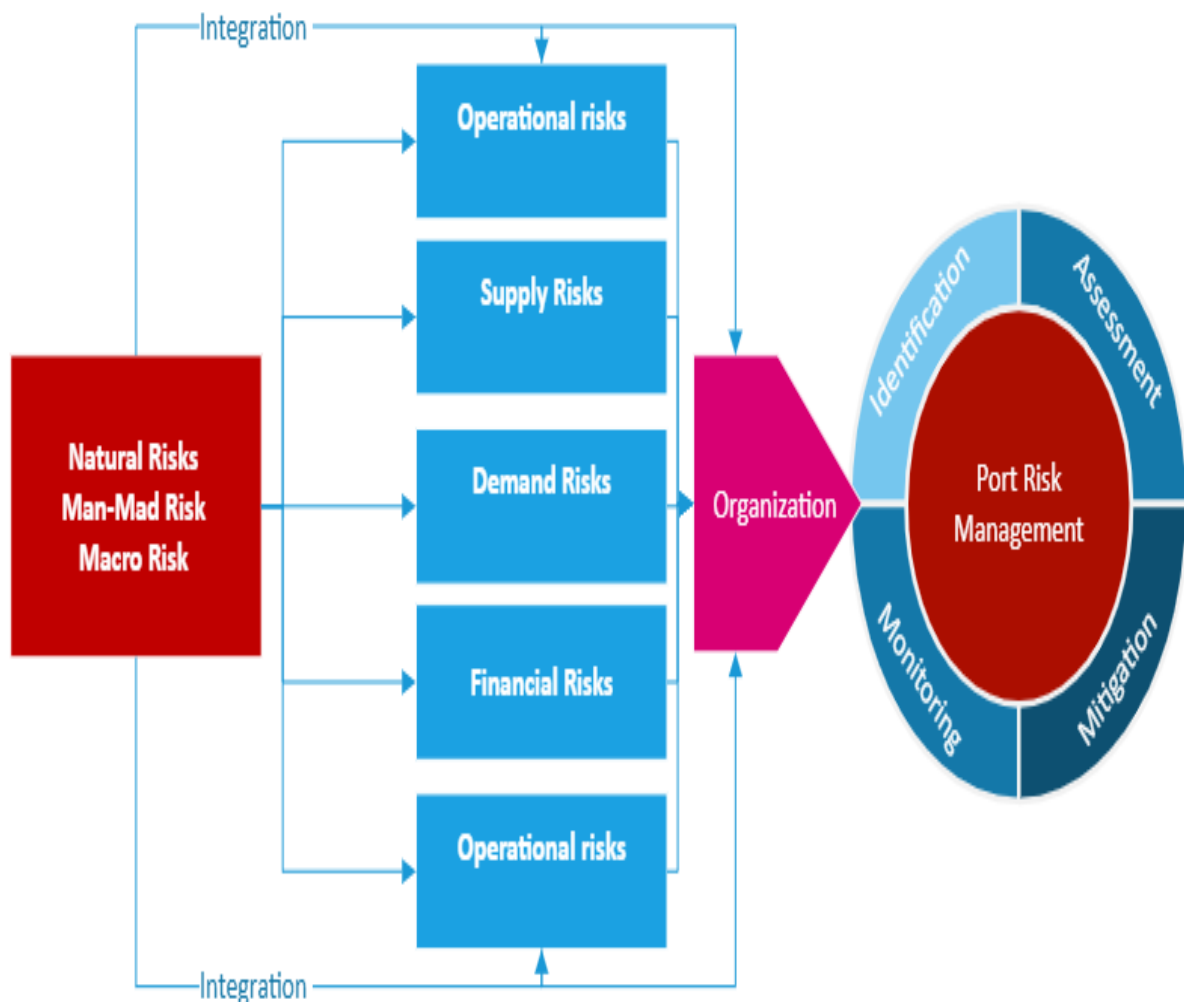 Integration
Operational risks
Supply Risks
Natural Risks
Man-Mad Risk
Macro Risk
Demand Risks
Financial Risks
Operational risks
Integration
Organization
Identification
Assessment
Port Risk
Management
Monitoring
Mitigation